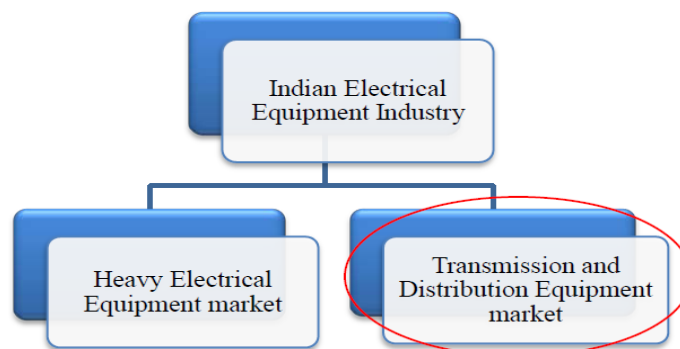 Indian Electrical
Equipment Industry
Heavy Electrical
Equipment market
Transmission and
Distribution Equipment
market